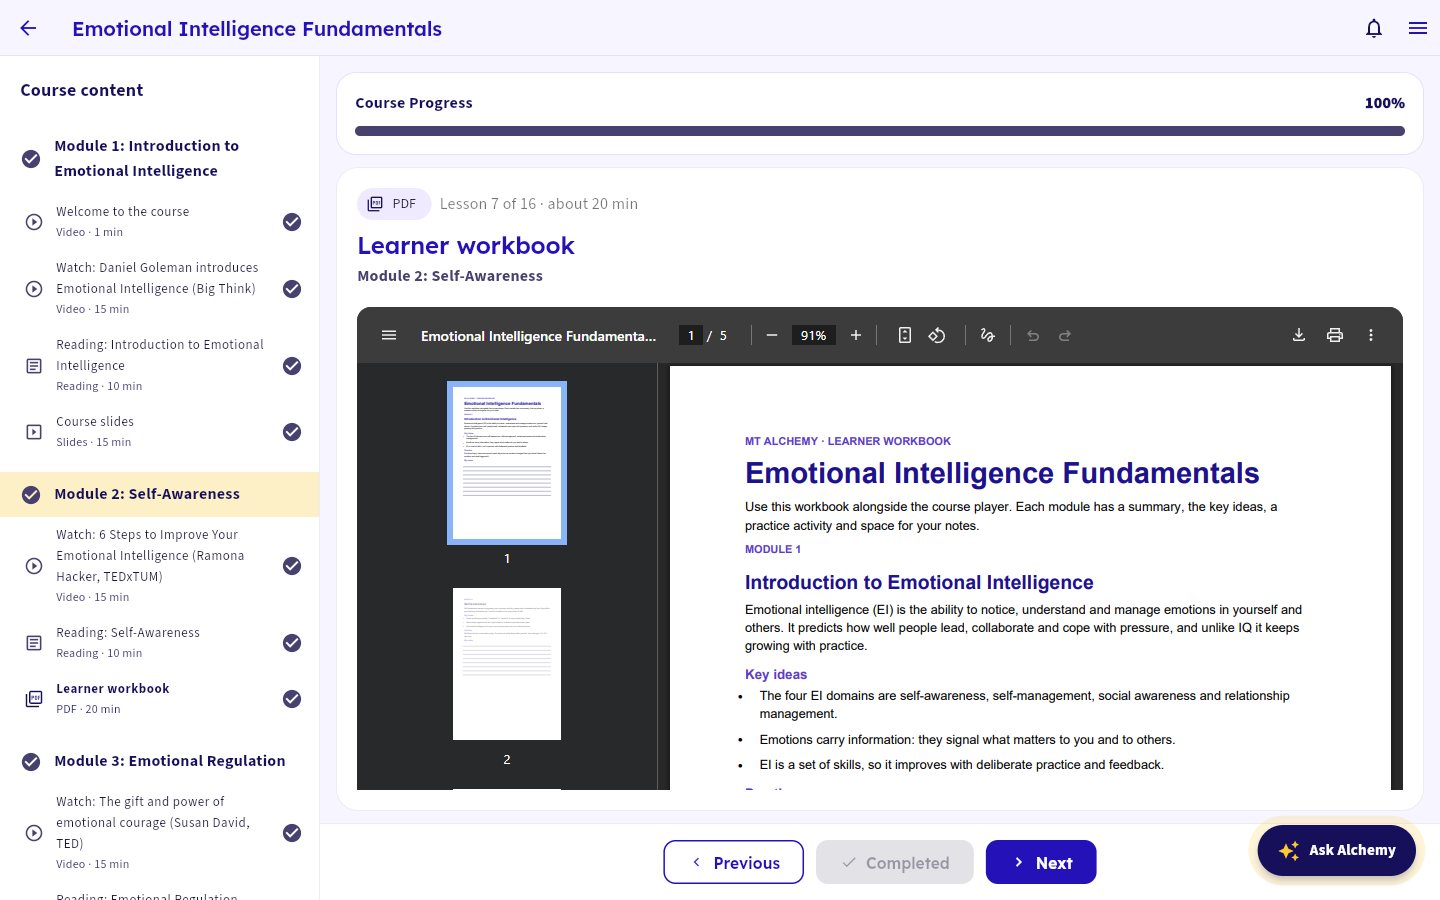 Emotional Intelligence Fundamentals
Course content
Module 1: Introduction to
Emotional Intelligence
Welcome to the course
Video · 1 min
Watch: Daniel Goleman introduces
Emotional Intelligence (Big Think)
Video · 15 min
Reading: Introduction to Emotional
Intelligence
Reading · 10 min
Course slides
Slides · 15 min
Module 2: Self-Awareness
Watch: 6 Steps to Improve Your
Emotional Intelligence (Ramona
Hacker, TEDxTUM)
Video · 15 min
Reading: Self-Awareness
Reading · 10 min
Learner workbook
PDF · 20 min
Module 3: Emotional Regulation
Watch: The gift and power of
emotional courage (Susan David,
TED)
Video · 15 min
Reading: Emotional Regulation
Course Progress
100%
PDF
Lesson 7 of 16 · about 20 min
Learner workbook
Module 2: Self-Awareness
Emotional Intelligence Fundamenta...
1 / 5
91%
1
2
MT ALCHEMY · LEARNER WORKBOOK
Emotional Intelligence Fundamentals
Use this workbook alongside the course player. Each module has a summary, the key ideas, a
practice activity and space for your notes.
MODULE 1
Introduction to Emotional Intelligence
Emotional intelligence (EI) is the ability to notice, understand and manage emotions in yourself and
others. It predicts how well people lead, collaborate and cope with pressure, and unlike IQ it keeps
growing with practice.
Key ideas
• The four EI domains are self-awareness, self-management, social awareness and relationship
management.
• Emotions carry information: they signal what matters to you and to others.
• EI is a set of skills, so it improves with deliberate practice and feedback.
Previous
Completed
Next
Ask Alchemy